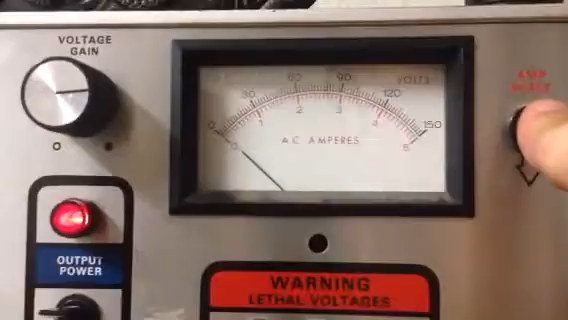 VOLTAGE
GAIN
VOLTS
0 30 60 90 120 150
0 1 2 3 4 5
AC AMPERES
OUTPUT
POWER
WARNING
LETHAL VOLTAGES